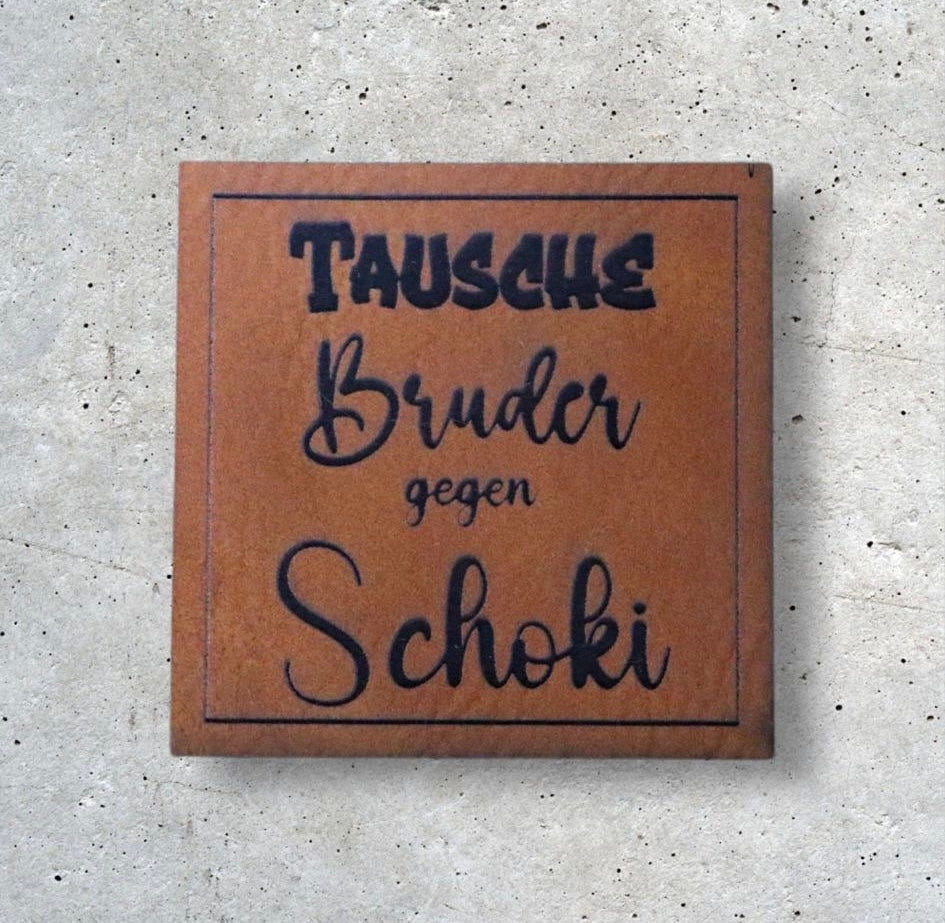 TAUSCHE
Bruder
gegen
Schoki